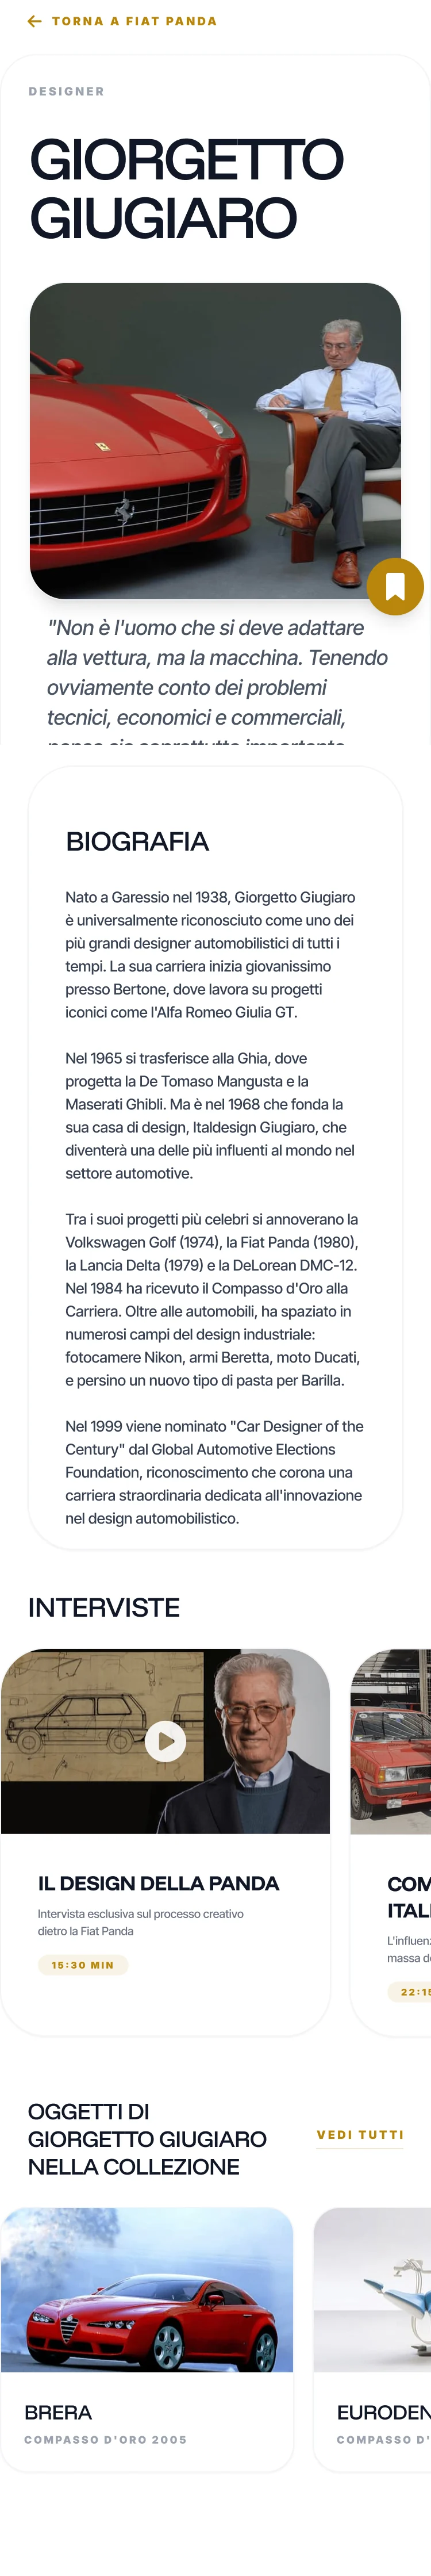 TORNA A FIAT PANDA
DESIGNER
GIORGETTO
GIUGIARO
"Non è l'uomo che si deve adattare
alla vettura, ma la macchina. Tenendo
ovviamente conto dei problemi
tecnici, economici e commerciali,
BIOGRAFIA
Nato a Garessio nel 1938, Giorgetto Giugiaro
è universalmente riconosciuto come uno dei
più grandi designer automobilistici di tutti i
tempi. La sua carriera inizia giovanissimo
presso Bertone, dove lavora su progetti
iconici come l'Alfa Romeo Giulia GT.
Nel 1965 si trasferisce alla Ghia, dove
progetta la De Tomaso Mangusta e la
Maserati Ghibli. Ma è nel 1968 che fonda la
sua casa di design, Italdesign Giugiaro, che
diventerà una delle più influenti al mondo nel
settore automotive.
Tra i suoi progetti più celebri si annoverano la
Volkswagen Golf (1974), la Fiat Panda (1980),
la Lancia Delta (1979) e la DeLorean DMC-12.
Nel 1984 ha ricevuto il Compasso d'Oro alla
Carriera. Oltre alle automobili, ha spaziato in
numerosi campi del design industriale:
fotocamere Nikon, armi Beretta, moto Ducati,
e persino un nuovo tipo di pasta per Barilla.
Nel 1999 viene nominato "Car Designer of the
Century" dal Global Automotive Elections
Foundation, riconoscimento che corona una
carriera straordinaria dedicata all'innovazione
nel design automobilistico.
INTERVISTE
IL DESIGN DELLA PANDA
Intervista esclusiva sul processo creativo
dietro la Fiat Panda
15:30 MIN
COM
ITAL
L'influen
massa d
22:15
OGGETTI DI
GIORGETTO GIUGIARO
NELLA COLLEZIONE
VEDI TUTTI
BRERA
COMPASSO D'ORO 2005
EURODEN
COMPASSO D'